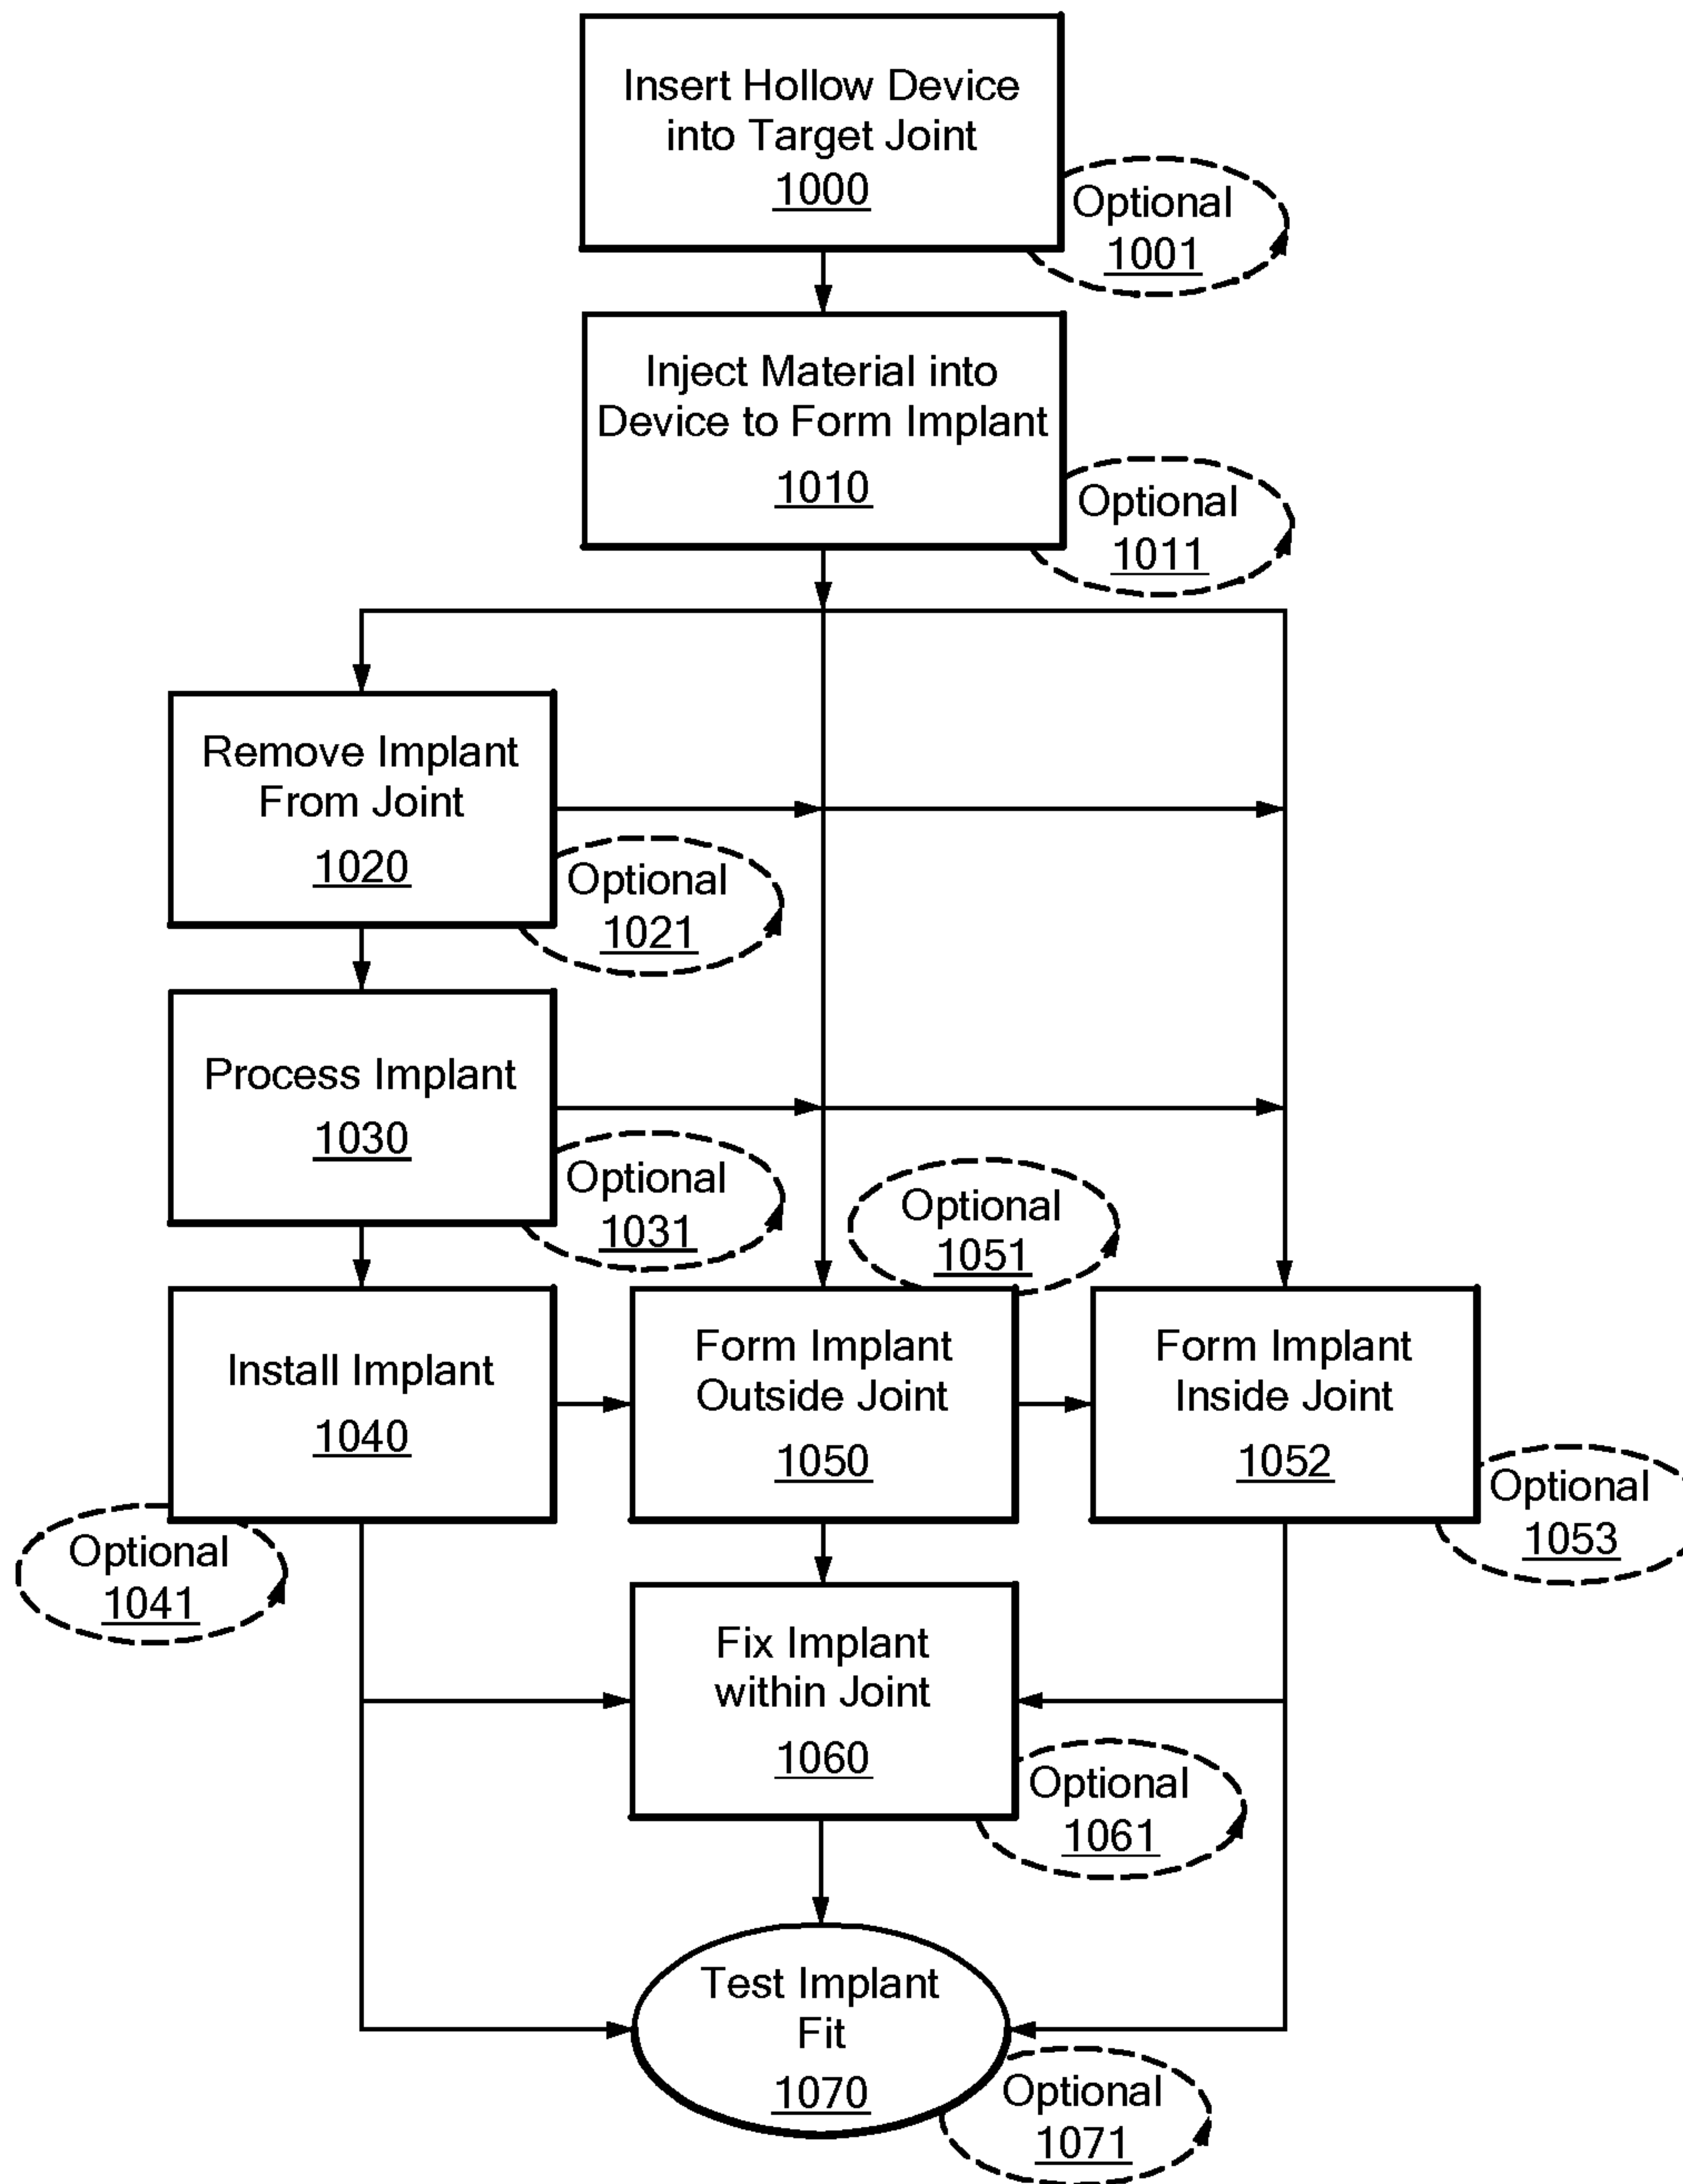 Insert Hollow Device
into Target Joint
1000
Optional
1001
Inject Material into
Device to Form Implant
1010
Optional
1011
Remove Implant
From Joint
1020
Optional
1021
Process Implant
1030
Optional
1031
Optional
1051
Install Implant
1040
Optional
1041
Form Implant
Outside Joint
1050
Form Implant
Inside Joint
1052
Optional
1053
Fix Implant
within Joint
1060
Optional
1061
Test Implant
Fit
1070
Optional
1071